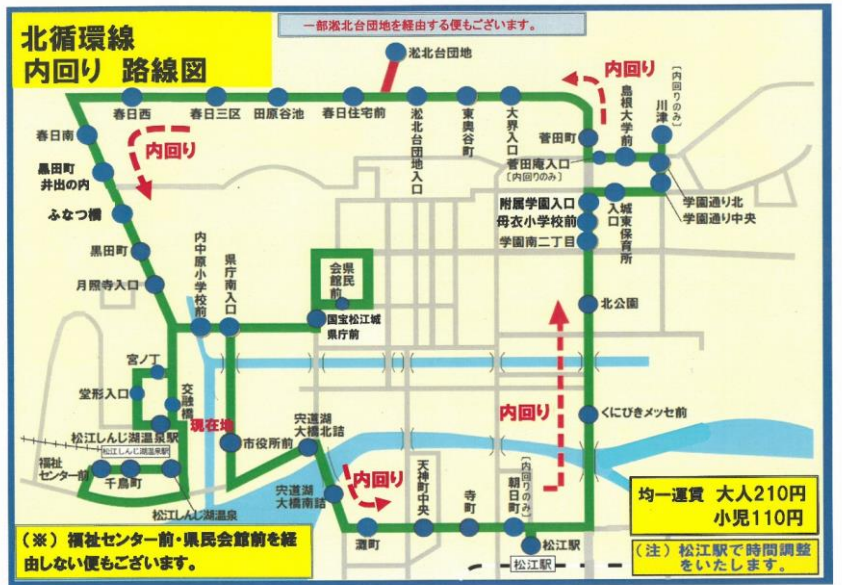 北循環線
内回り 路線図
一部淞北台団地を経由する便もございます。
淞北台団地
内回り
春日西
春日三区
田原谷池
春日住宅前
淞北台団地入口
東奥谷町
大界入口
菅田町
島根大学前
川津
〔内回りのみ〕
菅田庵入口
〔内回りのみ〕
学園通り北
学園通り中央
城東保育所
入口
附属学園入口
母衣小学校前
学園南二丁目
北公園
くにびきメッセ前
春日南
内回り
黒田町
井出の内
ふなつ橋
黒田町
月照寺入口
内中原小学校前
県庁南入口
県民
会館前
国宝松江城
県庁前
宮ノ丁
堂形入口
交融橋
松江しんじ湖温泉駅
松江しんじ湖温泉駅
福祉
センター前
千鳥町
松江しんじ湖温泉
現在地
市役所前
宍道湖
大橋北詰
宍道湖
大橋南詰
内回り
内回り
灘町
天神町中央
寺町
朝日町
〔内回りのみ〕
松江駅
松江駅
均一運賃 大人210円
小児110円
(※)福祉センター前・県民会館前を経
由しない便もございます。
(注)松江駅で時間調整
をいたします。